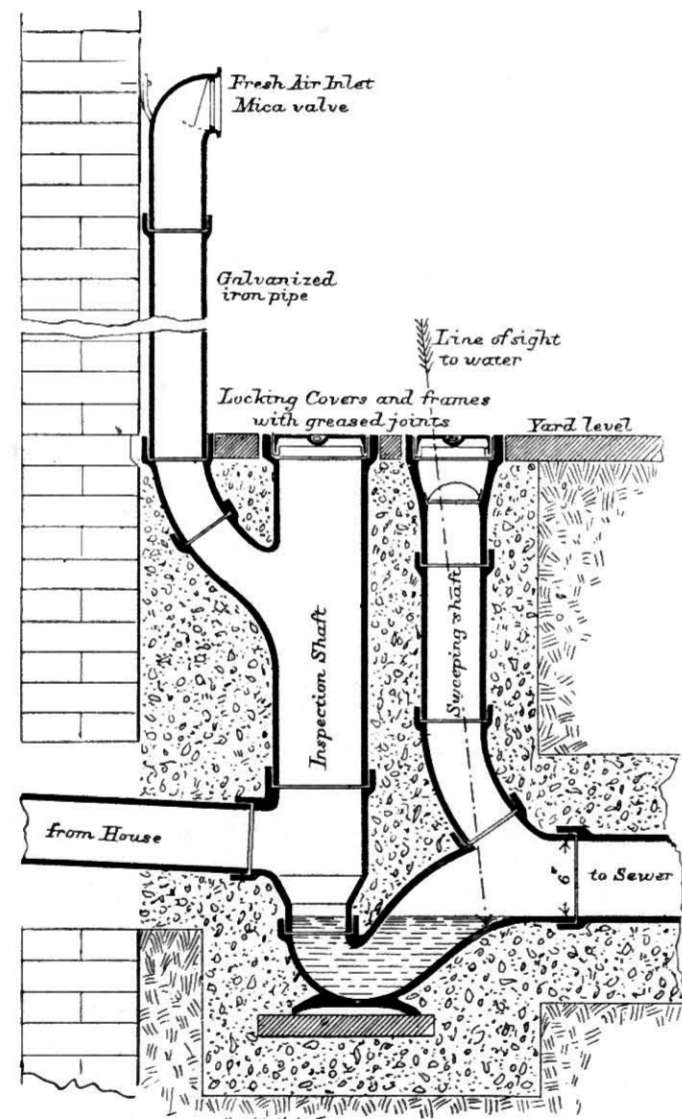 Fresh Air Inlet
Mica valve
Galvanized
iron pipe
Line of sight
to water
Locking Covers and frames
with greased joints
Yard level
Inspection Shaft
Sweeping shaft
from House
6"
to Sewer